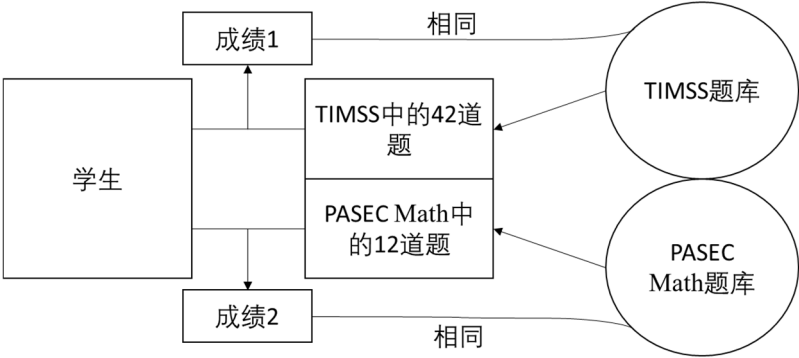 成绩1
相同
TIMSS中的42道
题
TIMSS题库
学生
PASEC Math中
的12道题
PASEC
Math题库
成绩2
相同